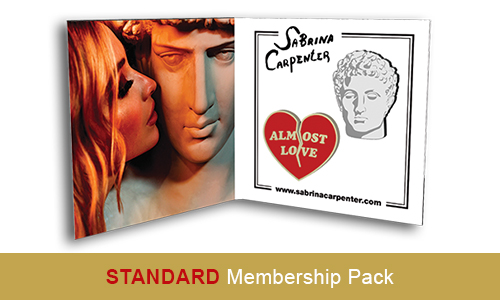 SABRINA
CARPENTER
ALMOST
LOVE
www.sabrinacarpenter.com
STANDARD Membership Pack